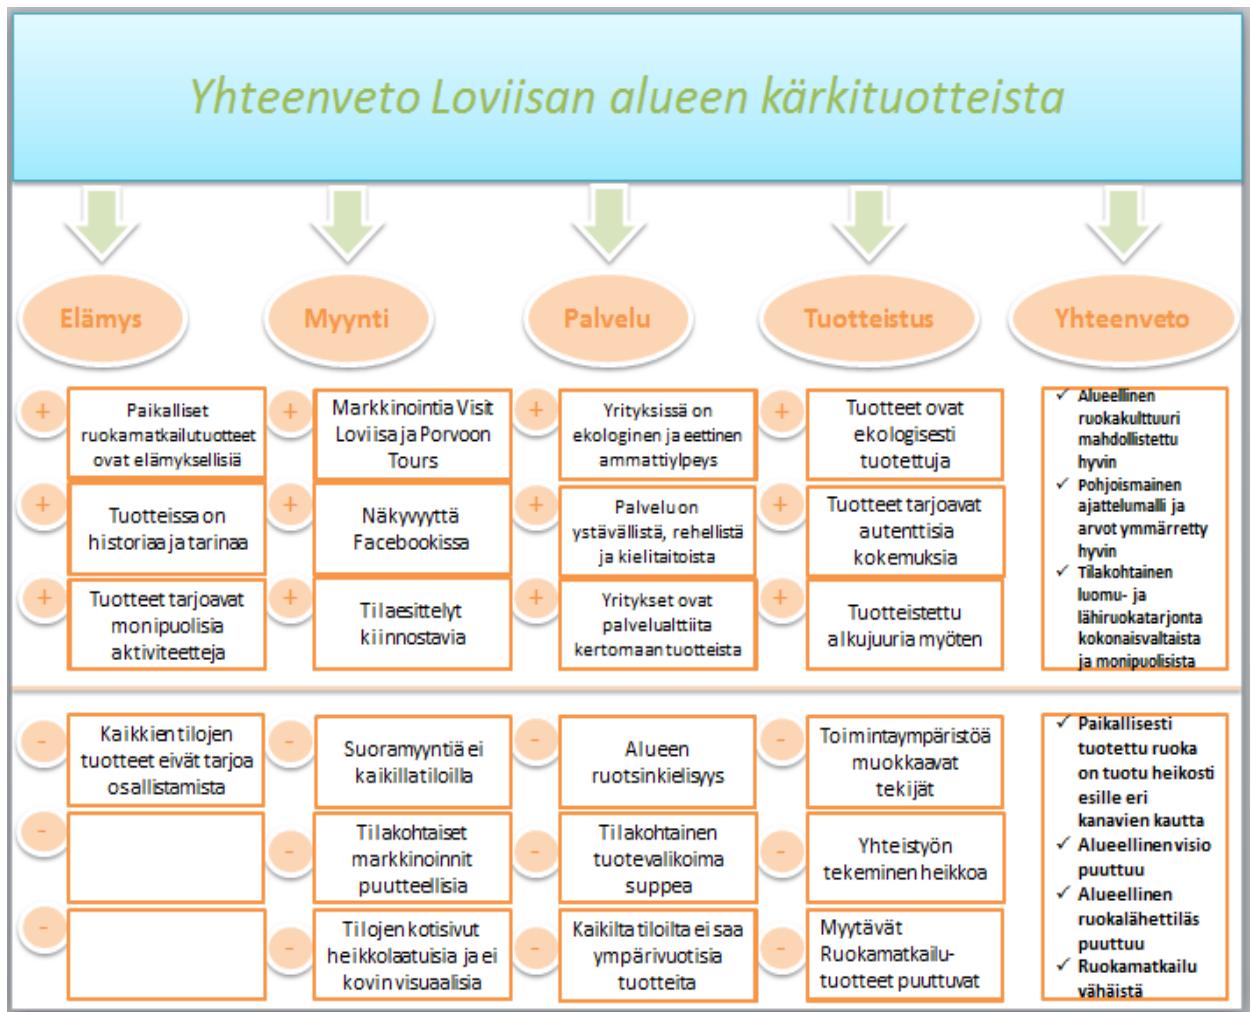 Yhteenveto Loviisan alueen kärkituotteista
Elämys
Myynti
Palvelu
Tuotteistus
Yhteenveto
+
Paikalliset
ruokamatkailutuotteet
ovat elämyksellisiä
+
Tuotteissa on
historiaa ja tarinaa
+
Tuotteet tarjoavat
monipuolisia
aktiviteetteja
+
Markkinointia Visit
Loviisa ja Porvoon
Tours
+
Näkyvyyttä
Facebookissa
+
Tilaesittelyt
kiinnostavia
+
Yrityksissä on
ekologinen ja eettinen
ammattiylpeys
+
Palvelu on
ystävällistä, rehellistä
ja kielitaitoista
+
Yritykset ovat
palvelualttiita
kertomaan tuotteista
+
Tuotteet ovat
ekologisesti
tuotettuja
+
Tuotteet tarjoavat
autenttisia
kokemuksia
+
Tuotteistettu
alkujuuria myöten
✓ Alueellinen
ruokakulttuuri
mahdollistettu
hyvin
✓ Pohjoismainen
ajattelumalli ja
arvot ymmärretty
hyvin
✓ Tilakohtainen
luomu- ja
lähiruokatarjonta
kokonaisvaltaista
ja monipuolisista
-
Kaikkien tilojen
tuotteet eivät tarjoa
osallistamista
-
-
-
Suoramyyntiä ei
kaikilla tiloilla
-
Tilakohtaiset
markkinoinnit
puutteellisia
-
Tilojen kotisivut
heikkolaatuisia ja ei
kovin visuaalisia
-
Alueen
ruotsinkielisyys
-
Tilakohtainen
tuotevalikoima
suppea
-
Kaikilta tiloilta ei saa
ympärivuotisia
tuotteita
-
Toimintaympäristöä
muokkaavat
tekijät
-
Yhteistyön
tekeminen heikkoa
-
Myytävät
Ruokamatkailu-
tuotteet puuttuvat
✓ Paikallisesti
tuotettu ruoka
on tuotu heikosti
esille eri
kanavien kautta
✓ Alueellinen visio
puuttuu
✓ Alueellinen
ruokalähettiläs
puuttuu
✓ Ruokamatkailu
vähäistä